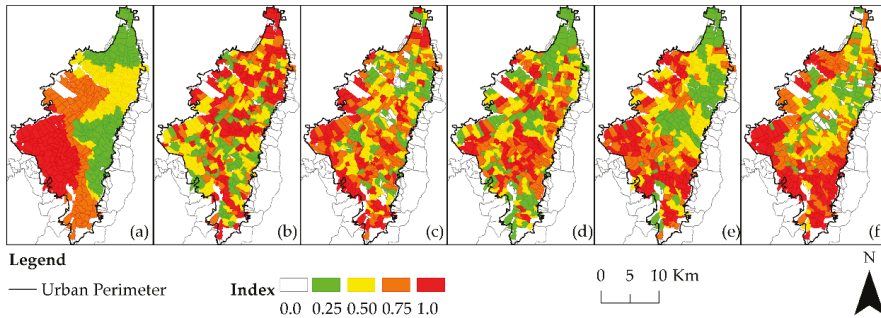 (a) (b) (c) (d) (e) (f)
Legend
Urban Perimeter
Index
0.0 0.25 0.50 0.75 1.0
0 5 10 Km
N